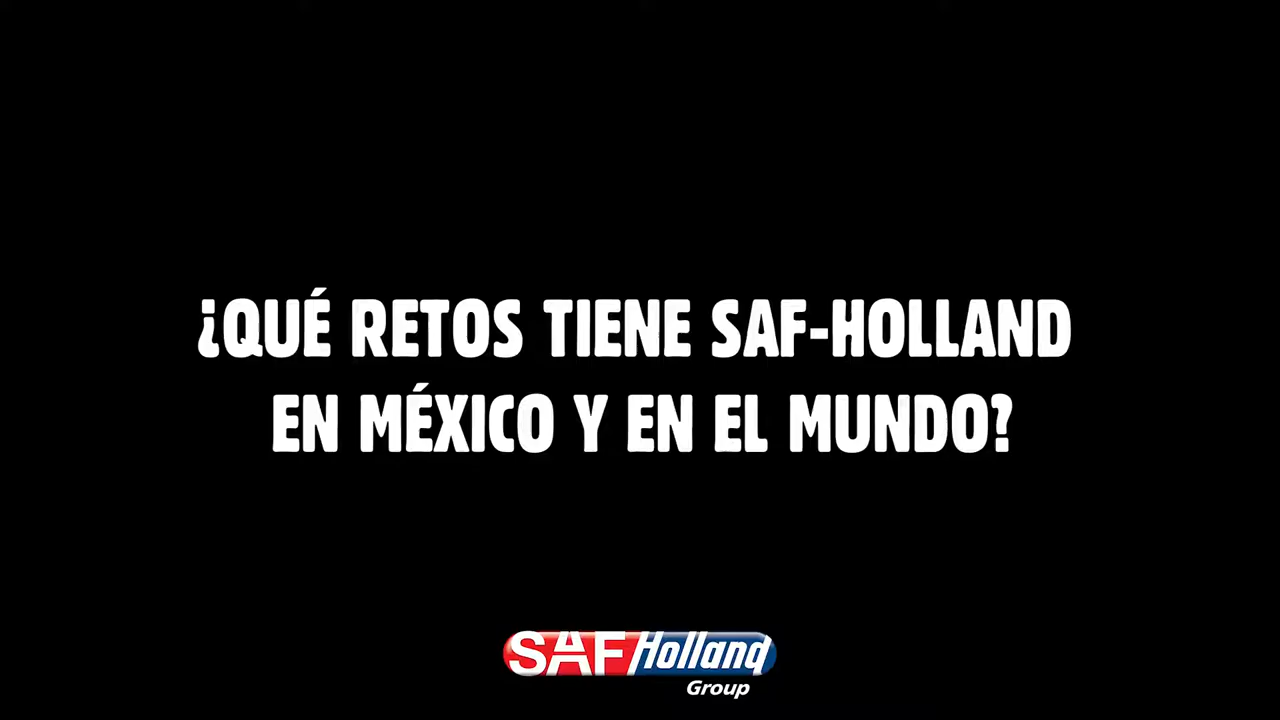 ¿QUÉ RETOS TIENE SAF-HOLLAND
EN MÉXICO Y EN EL MUNDO?
SAF Holland
Group